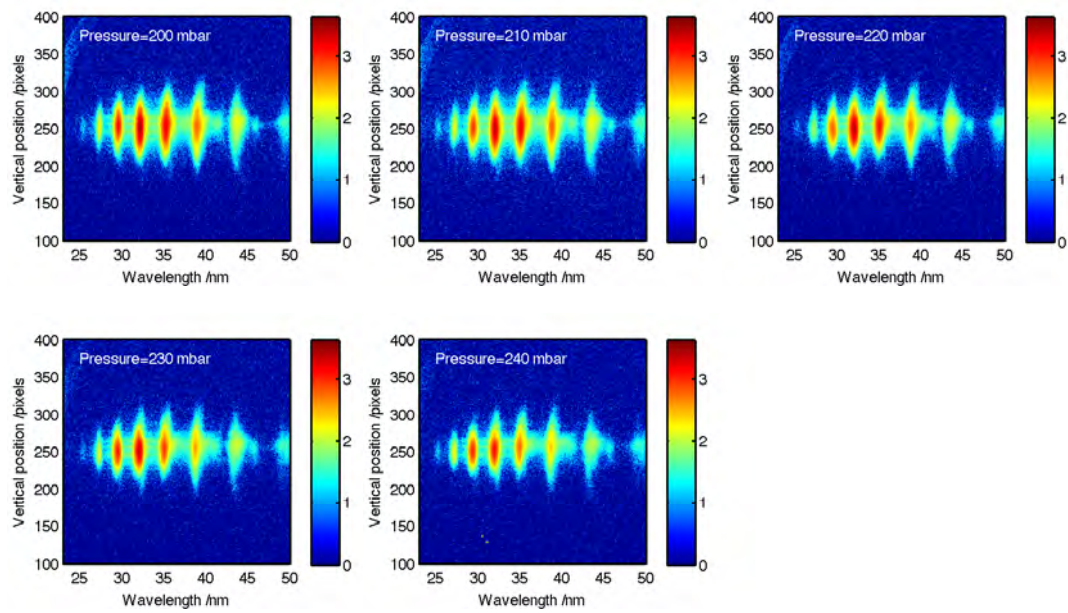 400
350
300
250
200
150
100
Vertical position /pixels
Pressure=200 mbar
25 30 35 40 45 50
Wavelength /nm
3
2
1
0
400
350
300
250
200
150
100
Vertical position /pixels
Pressure=210 mbar
25 30 35 40 45 50
Wavelength /nm
3
2
1
0
400
350
300
250
200
150
100
Vertical position /pixels
Pressure=220 mbar
25 30 35 40 45 50
Wavelength /nm
3
2
1
0
400
350
300
250
200
150
100
Vertical position /pixels
Pressure=230 mbar
25 30 35 40 45 50
Wavelength /nm
3
2
1
0
400
350
300
250
200
150
100
Vertical position /pixels
Pressure=240 mbar
25 30 35 40 45 50
Wavelength /nm
3
2
1
0